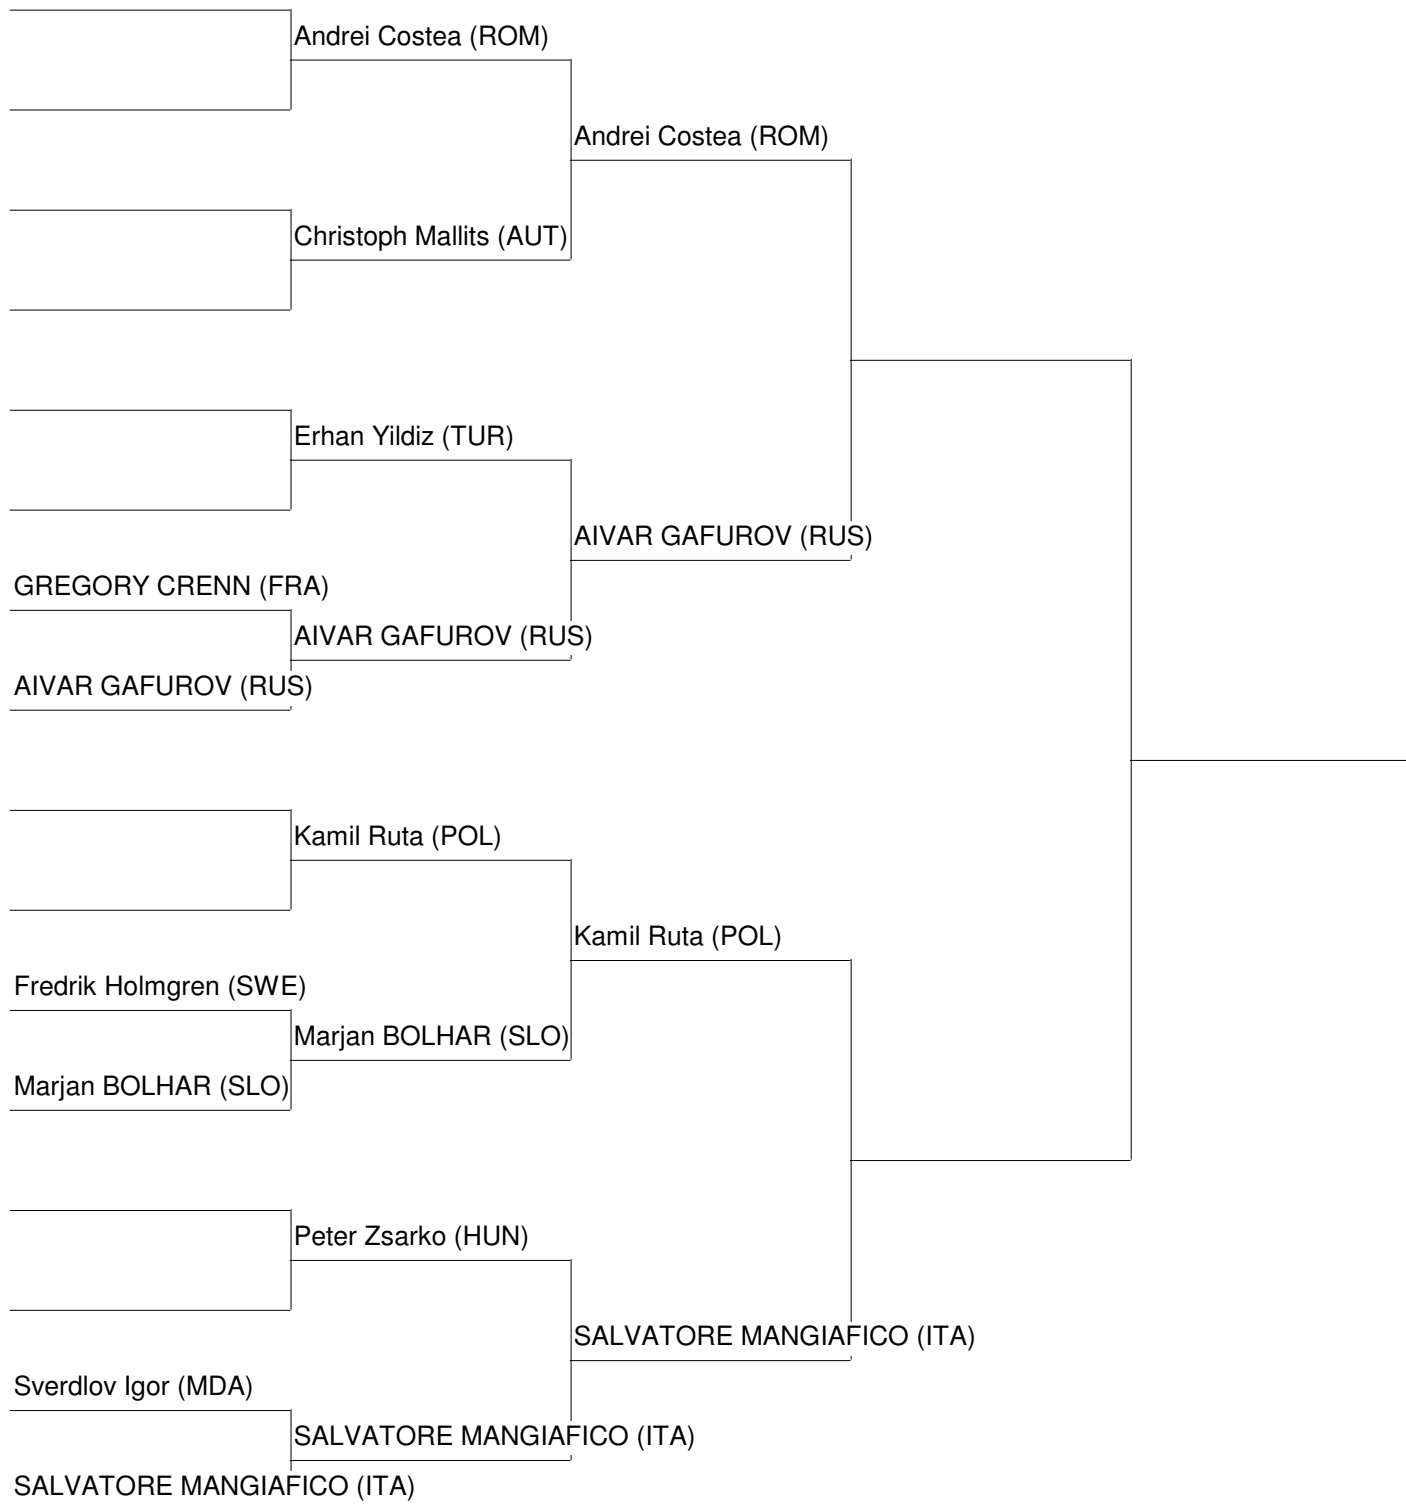 Andrei Costea (ROM)
Andrei Costea (ROM)
Christoph Mallits (AUT)
Erhan Yildiz (TUR)
AIVAR GAFUROV (RUS)
GREGORY CRENN (FRA)
AIVAR GAFUROV (RUS)
AIVAR GAFUROV (RUS)
Kamil Ruta (POL)
Kamil Ruta (POL)
Fredrik Holmgren (SWE)
Marjan BOLHAR (SLO)
Marjan BOLHAR (SLO)
Peter Zsarko (HUN)
SALVATORE MANGIAFICO (ITA)
Sverdlov Igor (MDA)
SALVATORE MANGIAFICO (ITA)
SALVATORE MANGIAFICO (ITA)